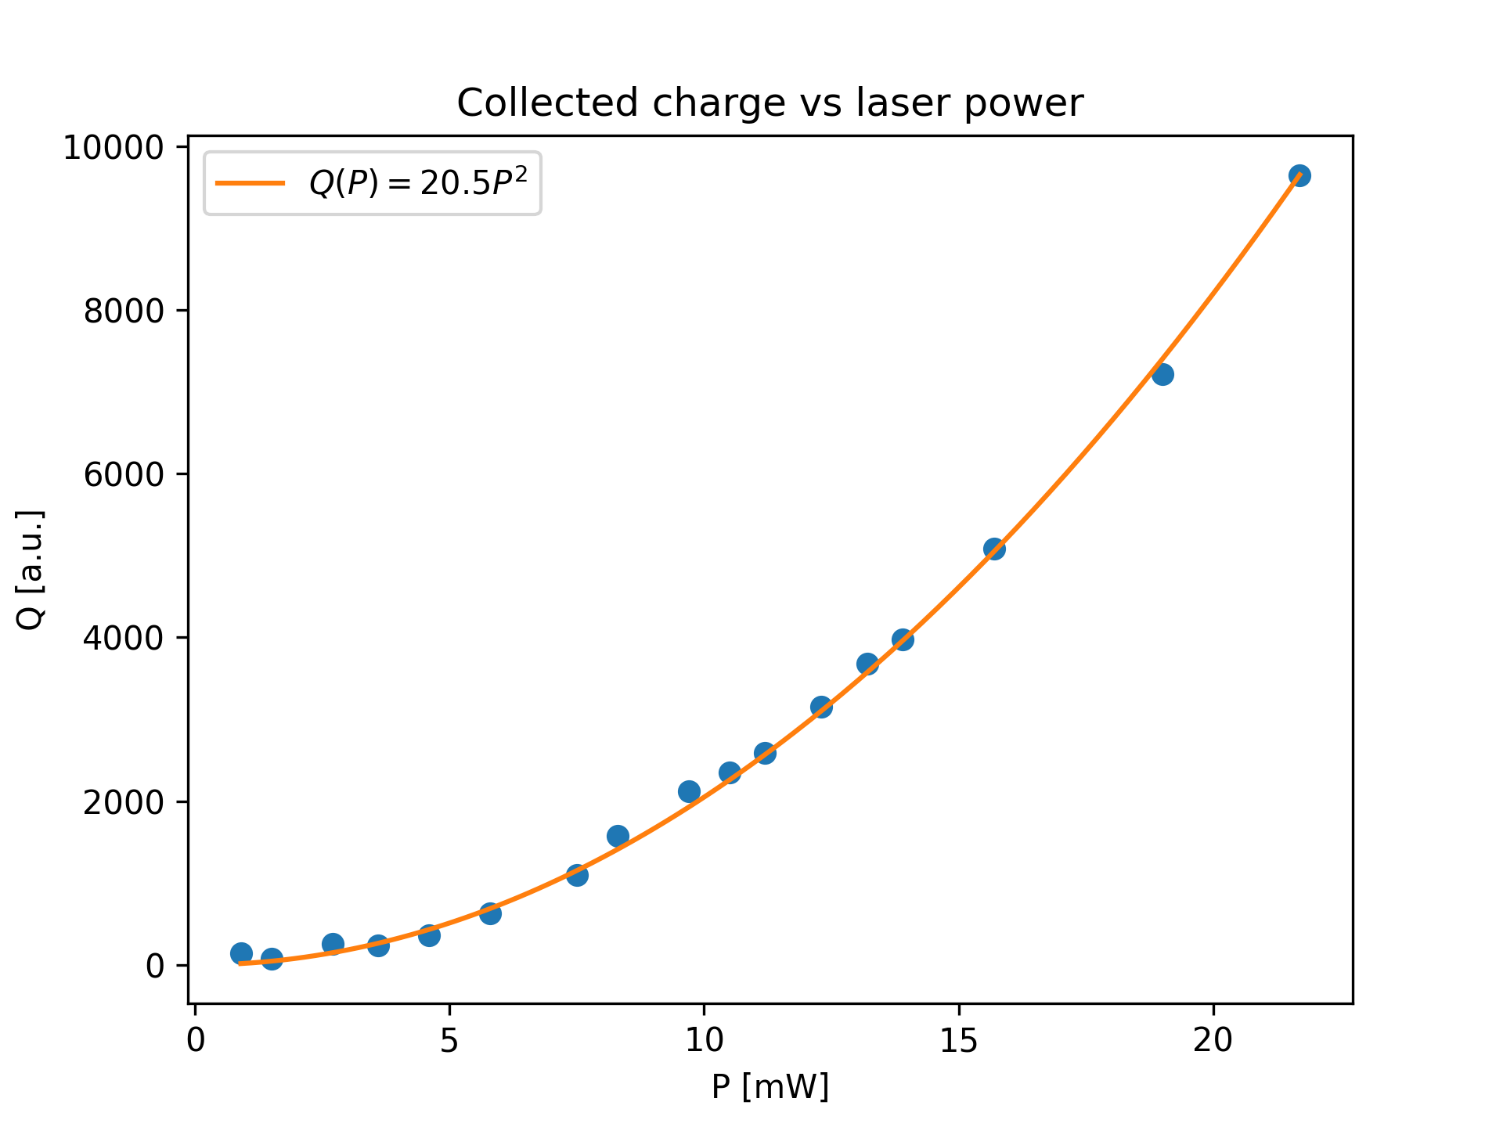 Collected charge vs laser power
Q(P) = 20.5P²
10000
8000
6000
4000
2000
0
Q [a.u.]
0 5 10 15 20
P [mW]